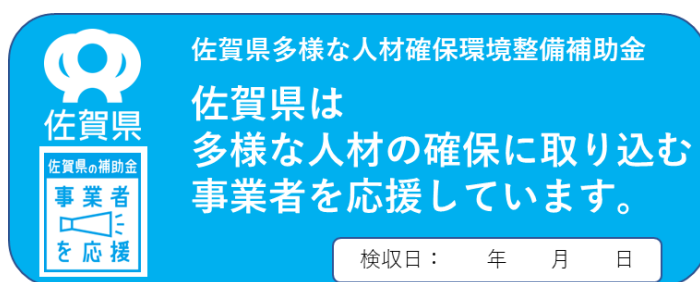 佐賀県多様な人材確保環境整備補助金
佐賀県は
多様な人材の確保に取り込む
事業者を応援しています。
佐賀県
佐賀県の補助金
事業者
を応援
検収日： 年 月 日